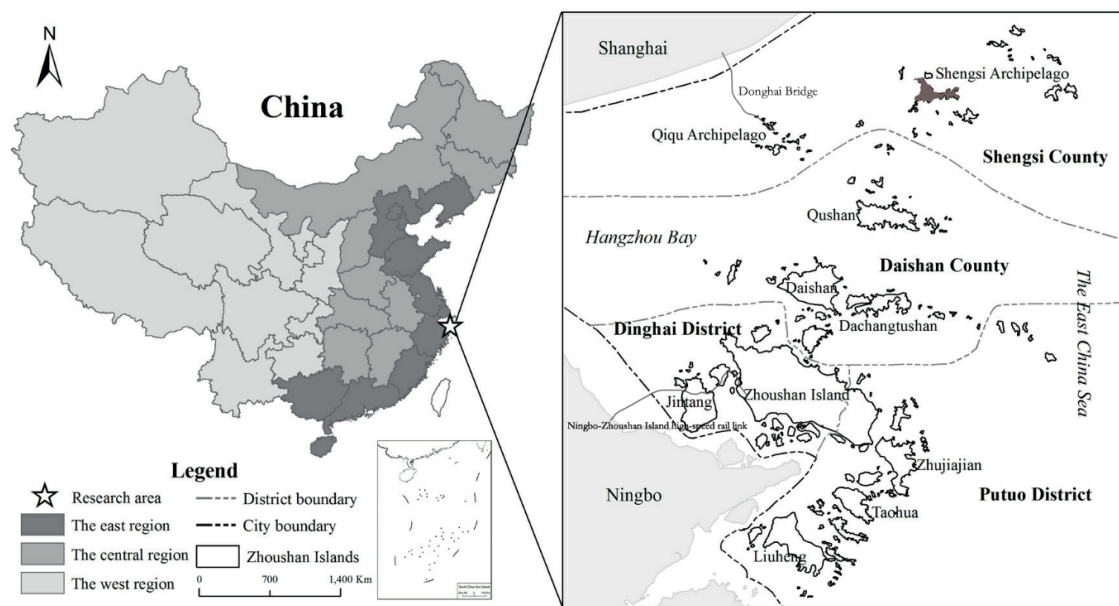 N
China
Legend
Research area
The east region
The central region
The west region
District boundary
City boundary
Zhoushan Islands
0 700 1,400 Km
Shanghai
Donghai Bridge
Shengsi Archipelago
Qiqu Archipelago
Shengsi County
Qushan
Hangzhou Bay
Daishan County
Daishan
Dachangtushan
The East China Sea
Dinghai District
Jintang
Zhoushan Island
Ningbo-Zhoushan Island high-speed rail link
Zhujiajian
Ningbo
Putuo District
Taohua
Liuheng